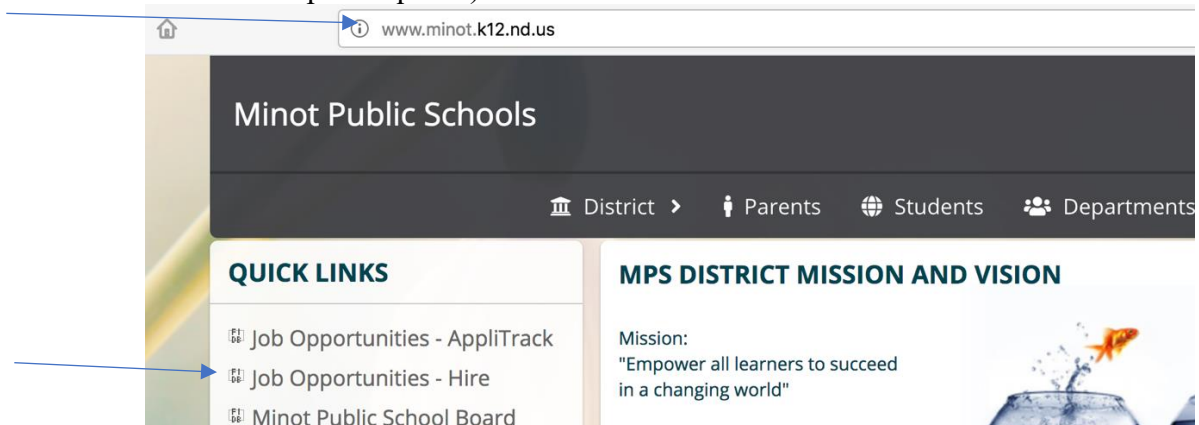 www.minot.k12.nd.us
Minot Public Schools
District
Parents
Students
Departments
QUICK LINKS
Job Opportunities - AppliTrack
Job Opportunities - Hire
Minot Public School Board
MPS DISTRICT MISSION AND VISION
Mission:
"Empower all learners to succeed
in a changing world"